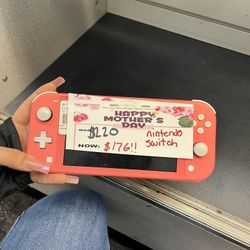 HAPPY
MOTHER'S
DAY
WAS: $220
nintendo
switch
NOW: $176!!